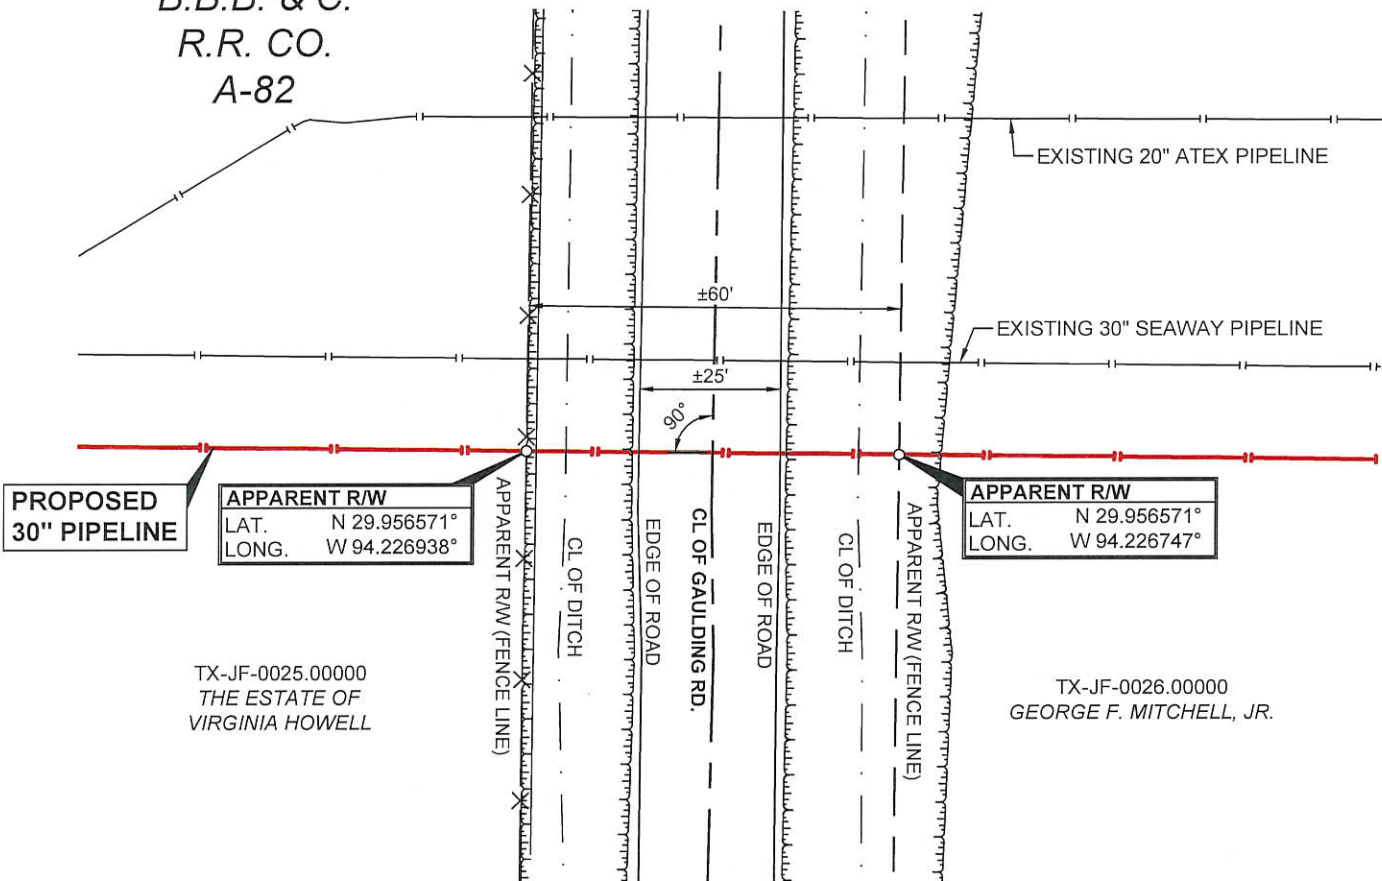 B.B.B. & C.
R.R. CO.
A-82
EXISTING 20" ATEX PIPELINE
±60'
EXISTING 30" SEAWAY PIPELINE
±25'
90°
PROPOSED
30" PIPELINE
APPARENT R/W
LAT. N 29.956571°
LONG. W 94.226938°
APPARENT R/W
LAT. N 29.956571°
LONG. W 94.226747°
APPARENT R/W (FENCE LINE)
CL OF DITCH
EDGE OF ROAD
CL OF GAULDING RD.
EDGE OF ROAD
CL OF DITCH
APPARENT R/W (FENCE LINE)
TX-JF-0025.00000
THE ESTATE OF
VIRGINIA HOWELL
TX-JF-0026.00000
GEORGE F. MITCHELL, JR.